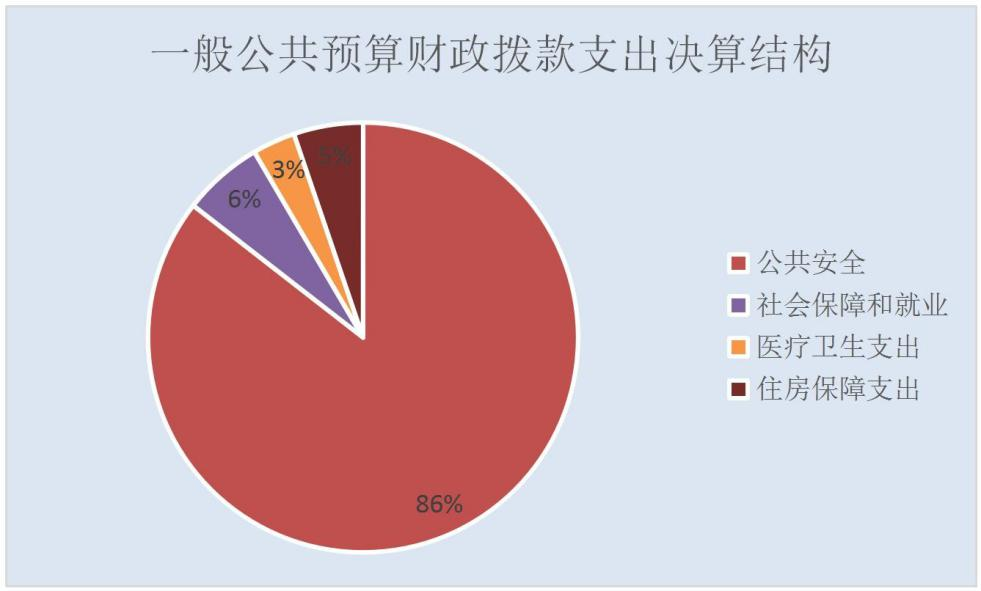 一般公共预算财政拨款支出决算结构
5%
3%
6%
86%
公共安全
社会保障和就业
医疗卫生支出
住房保障支出